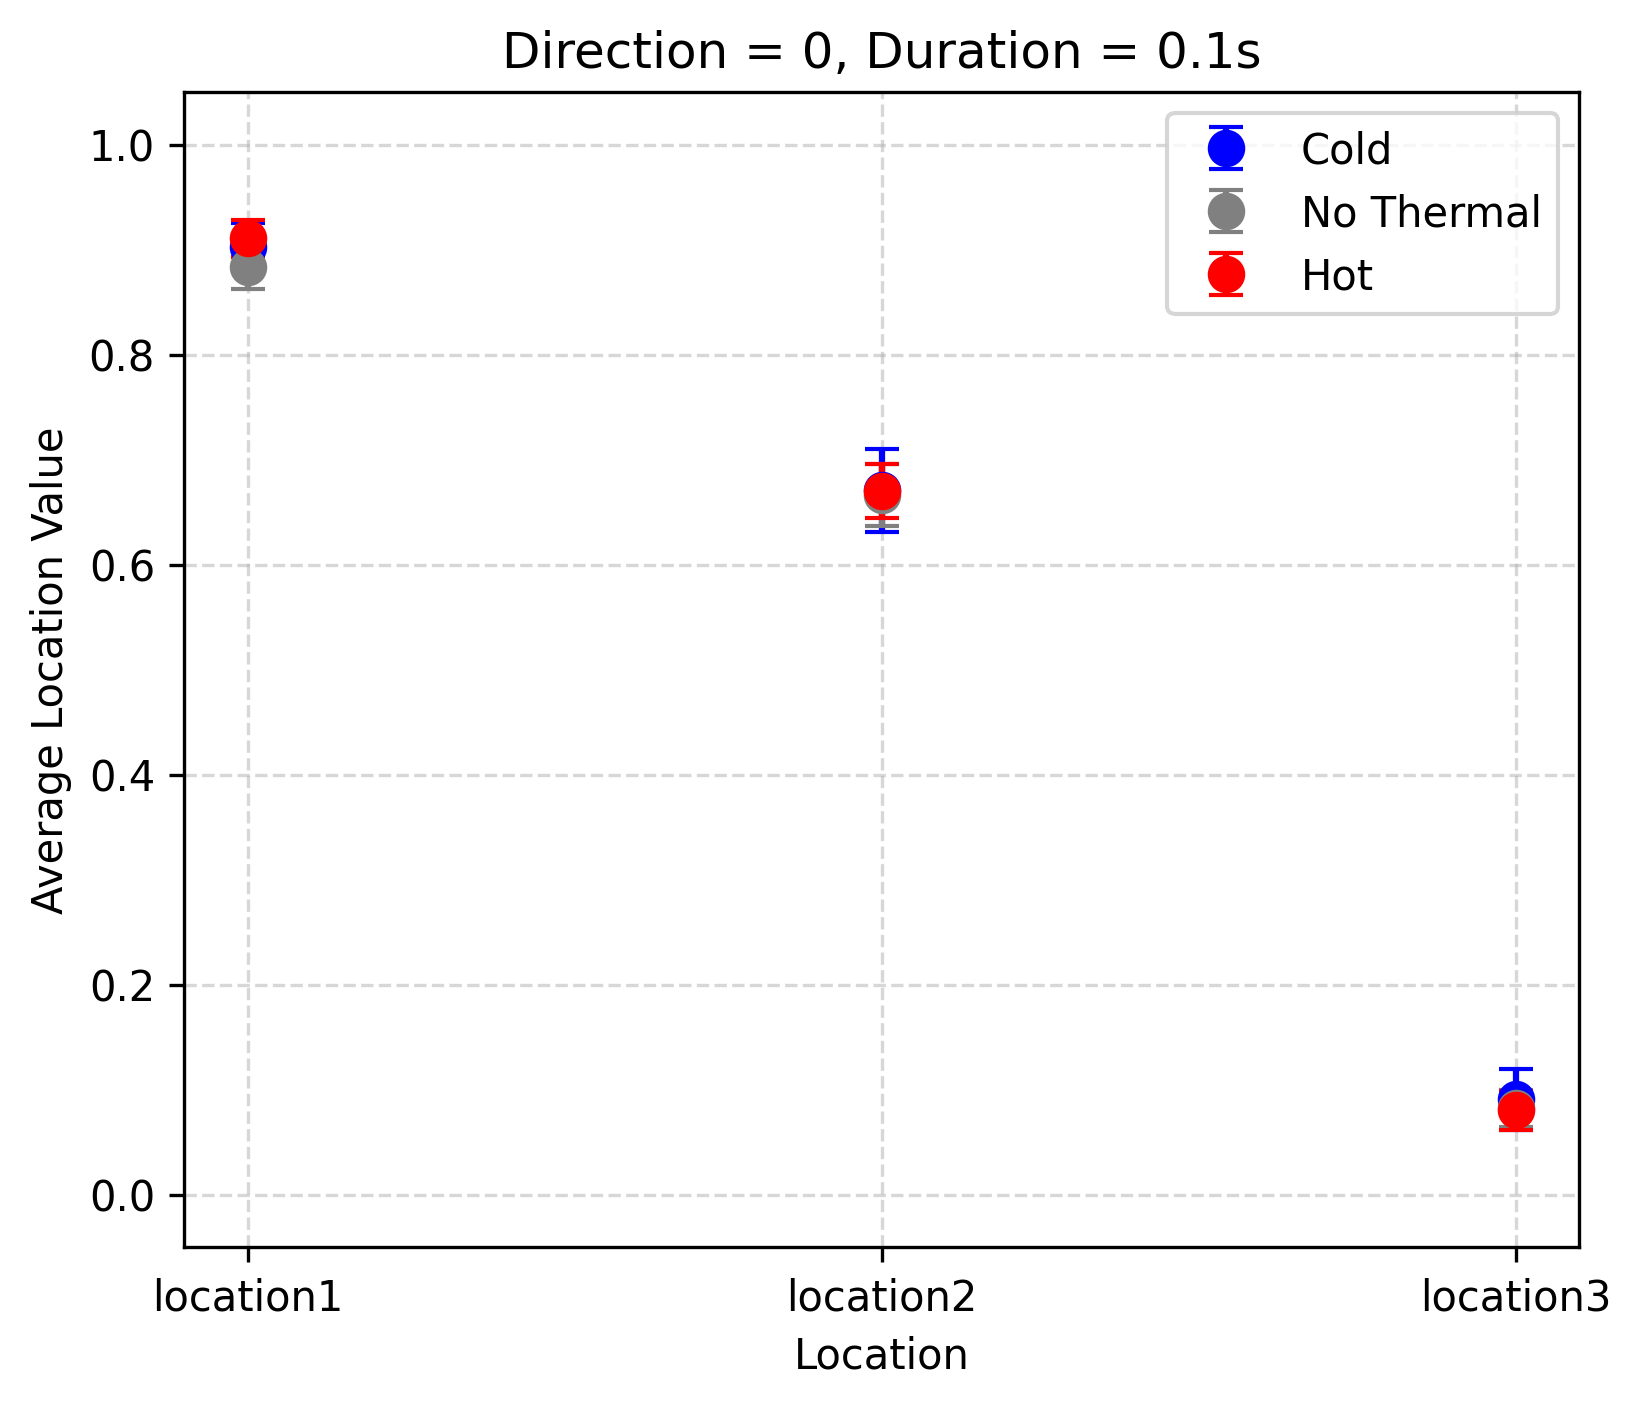 Direction = 0, Duration = 0.1s
Cold
No Thermal
Hot
1.0
0.8
0.6
0.4
0.2
0.0
Average Location Value
location1
location2
location3
Location